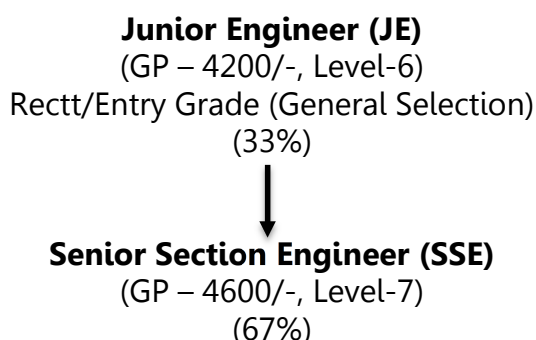 Junior Engineer (JE)
(GP – 4200/-, Level-6)
Rectt/Entry Grade (General Selection)
(33%)
Senior Section Engineer (SSE)
(GP – 4600/-, Level-7)
(67%)